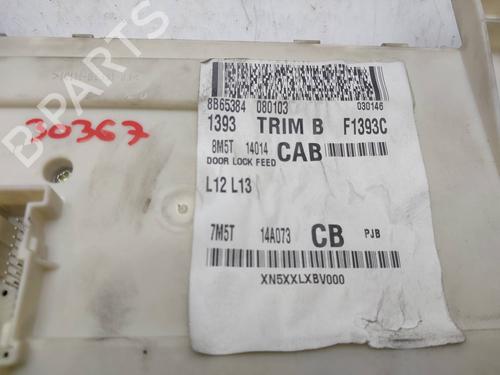 B-PARTS
30367
8B65384 080103 030146
1393 TRIM B F1393C
8M5T 14014 CAB
DOOR LOCK FEED
L12 L13
7M5T 14A073 CB PJB
XN5XXLXBV000